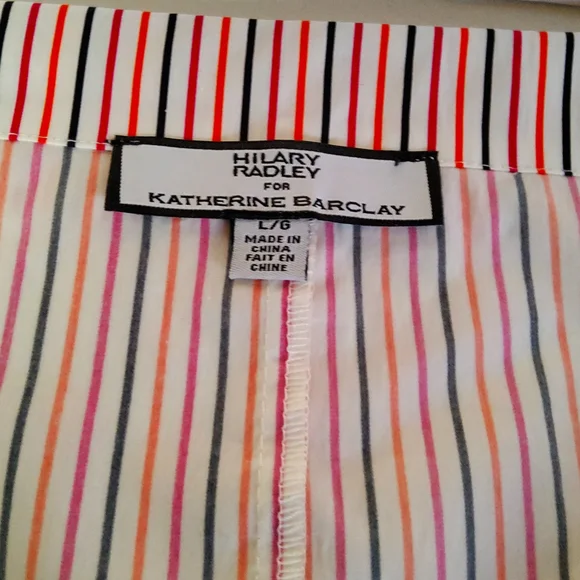 HILARY
RADLEY
FOR
KATHERINE BARCLAY
L/G
MADE IN
CHINA
FAIT EN
CHINE